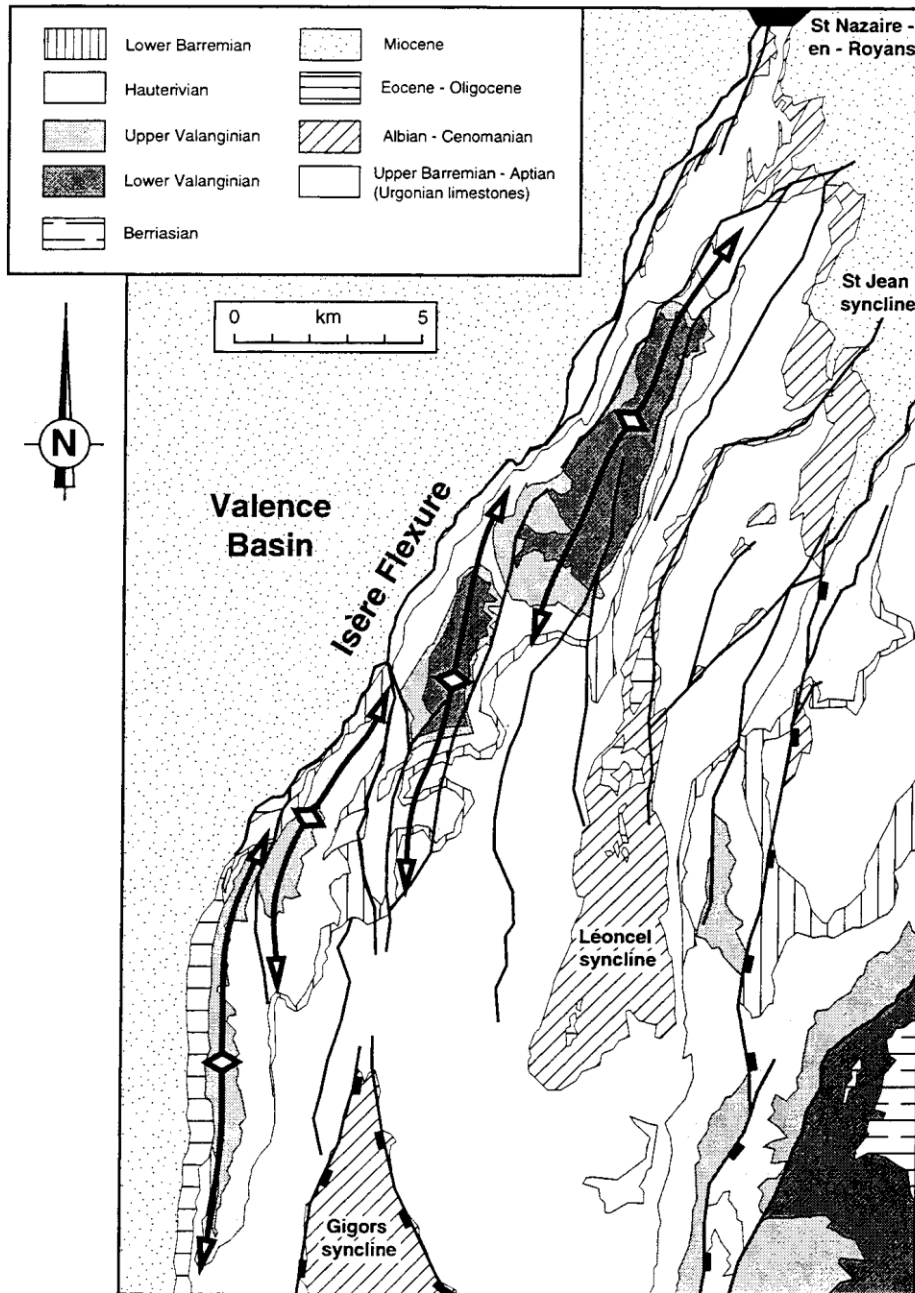 Lower Barremian
Hauterivian
Upper Valanginian
Lower Valanginian
Berriasian
Miocene
Eocene - Oligocene
Albian - Cenomanian
Upper Barremian - Aptian
(Urgonian limestones)
St Nazaire -
en - Royans
St Jean
syncline
0 km 5
N
Valence
Basin
Isère Flexure
Léoncel
syncline
Gigors
syncline